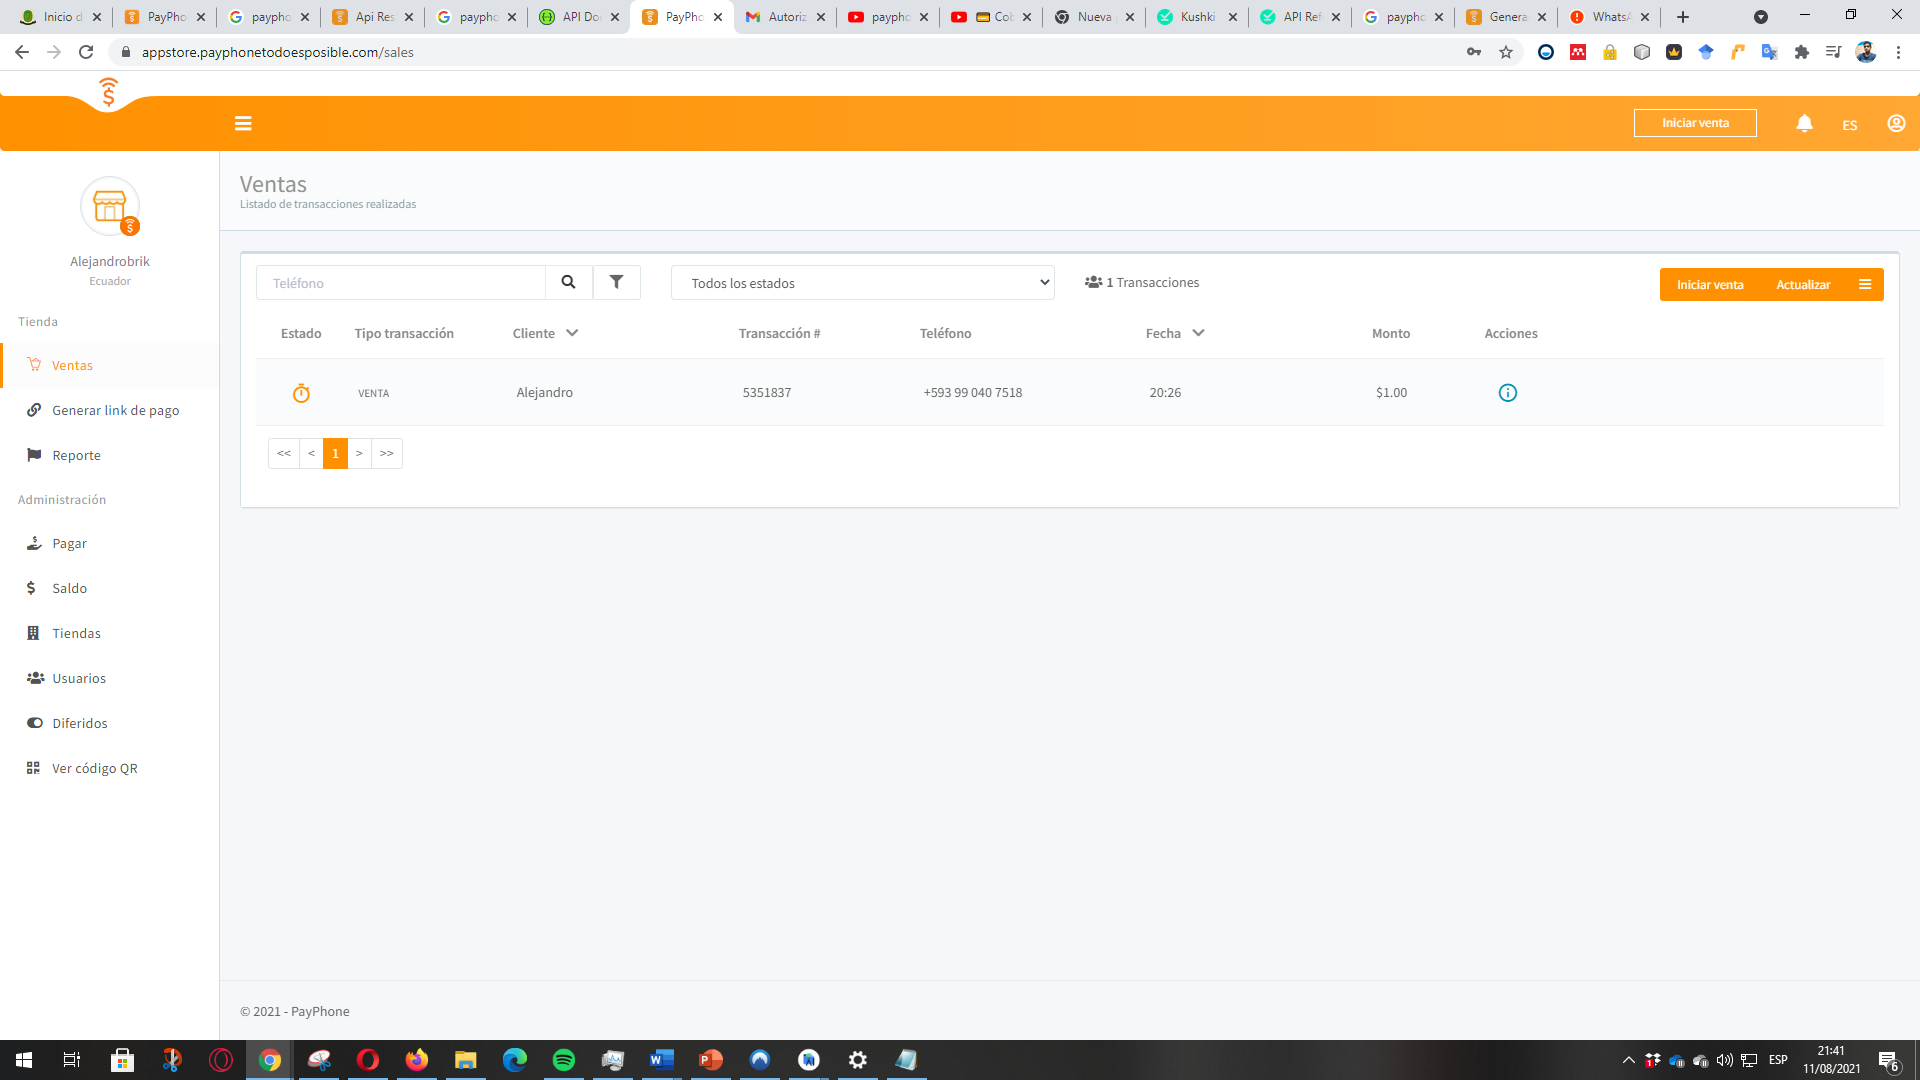 Inicio d
PayPho
paypho
Api Res
paypho
API Do
PayPho
Autoriz
paypho
Cob
Nueva
Kushki
API Ref
paypho
Genera
WhatsA
appstore.payphonetodoesposible.com/sales
Iniciar venta
ES
Alejandrobrik
Ecuador
Tienda
Ventas
Generar link de pago
Reporte
Administración
Pagar
Saldo
Tiendas
Usuarios
Diferidos
Ver código QR
Ventas
Listado de transacciones realizadas
Teléfono
Todos los estados
1 Transacciones
Iniciar venta
Actualizar
Estado Tipo transacción Cliente Transacción # Teléfono Fecha Monto Acciones
VENTA Alejandro 5351837 +593 99 040 7518 20:26 $1.00
<< < 1 > >>
© 2021 - PayPhone
ESP
21:41
11/08/2021
6